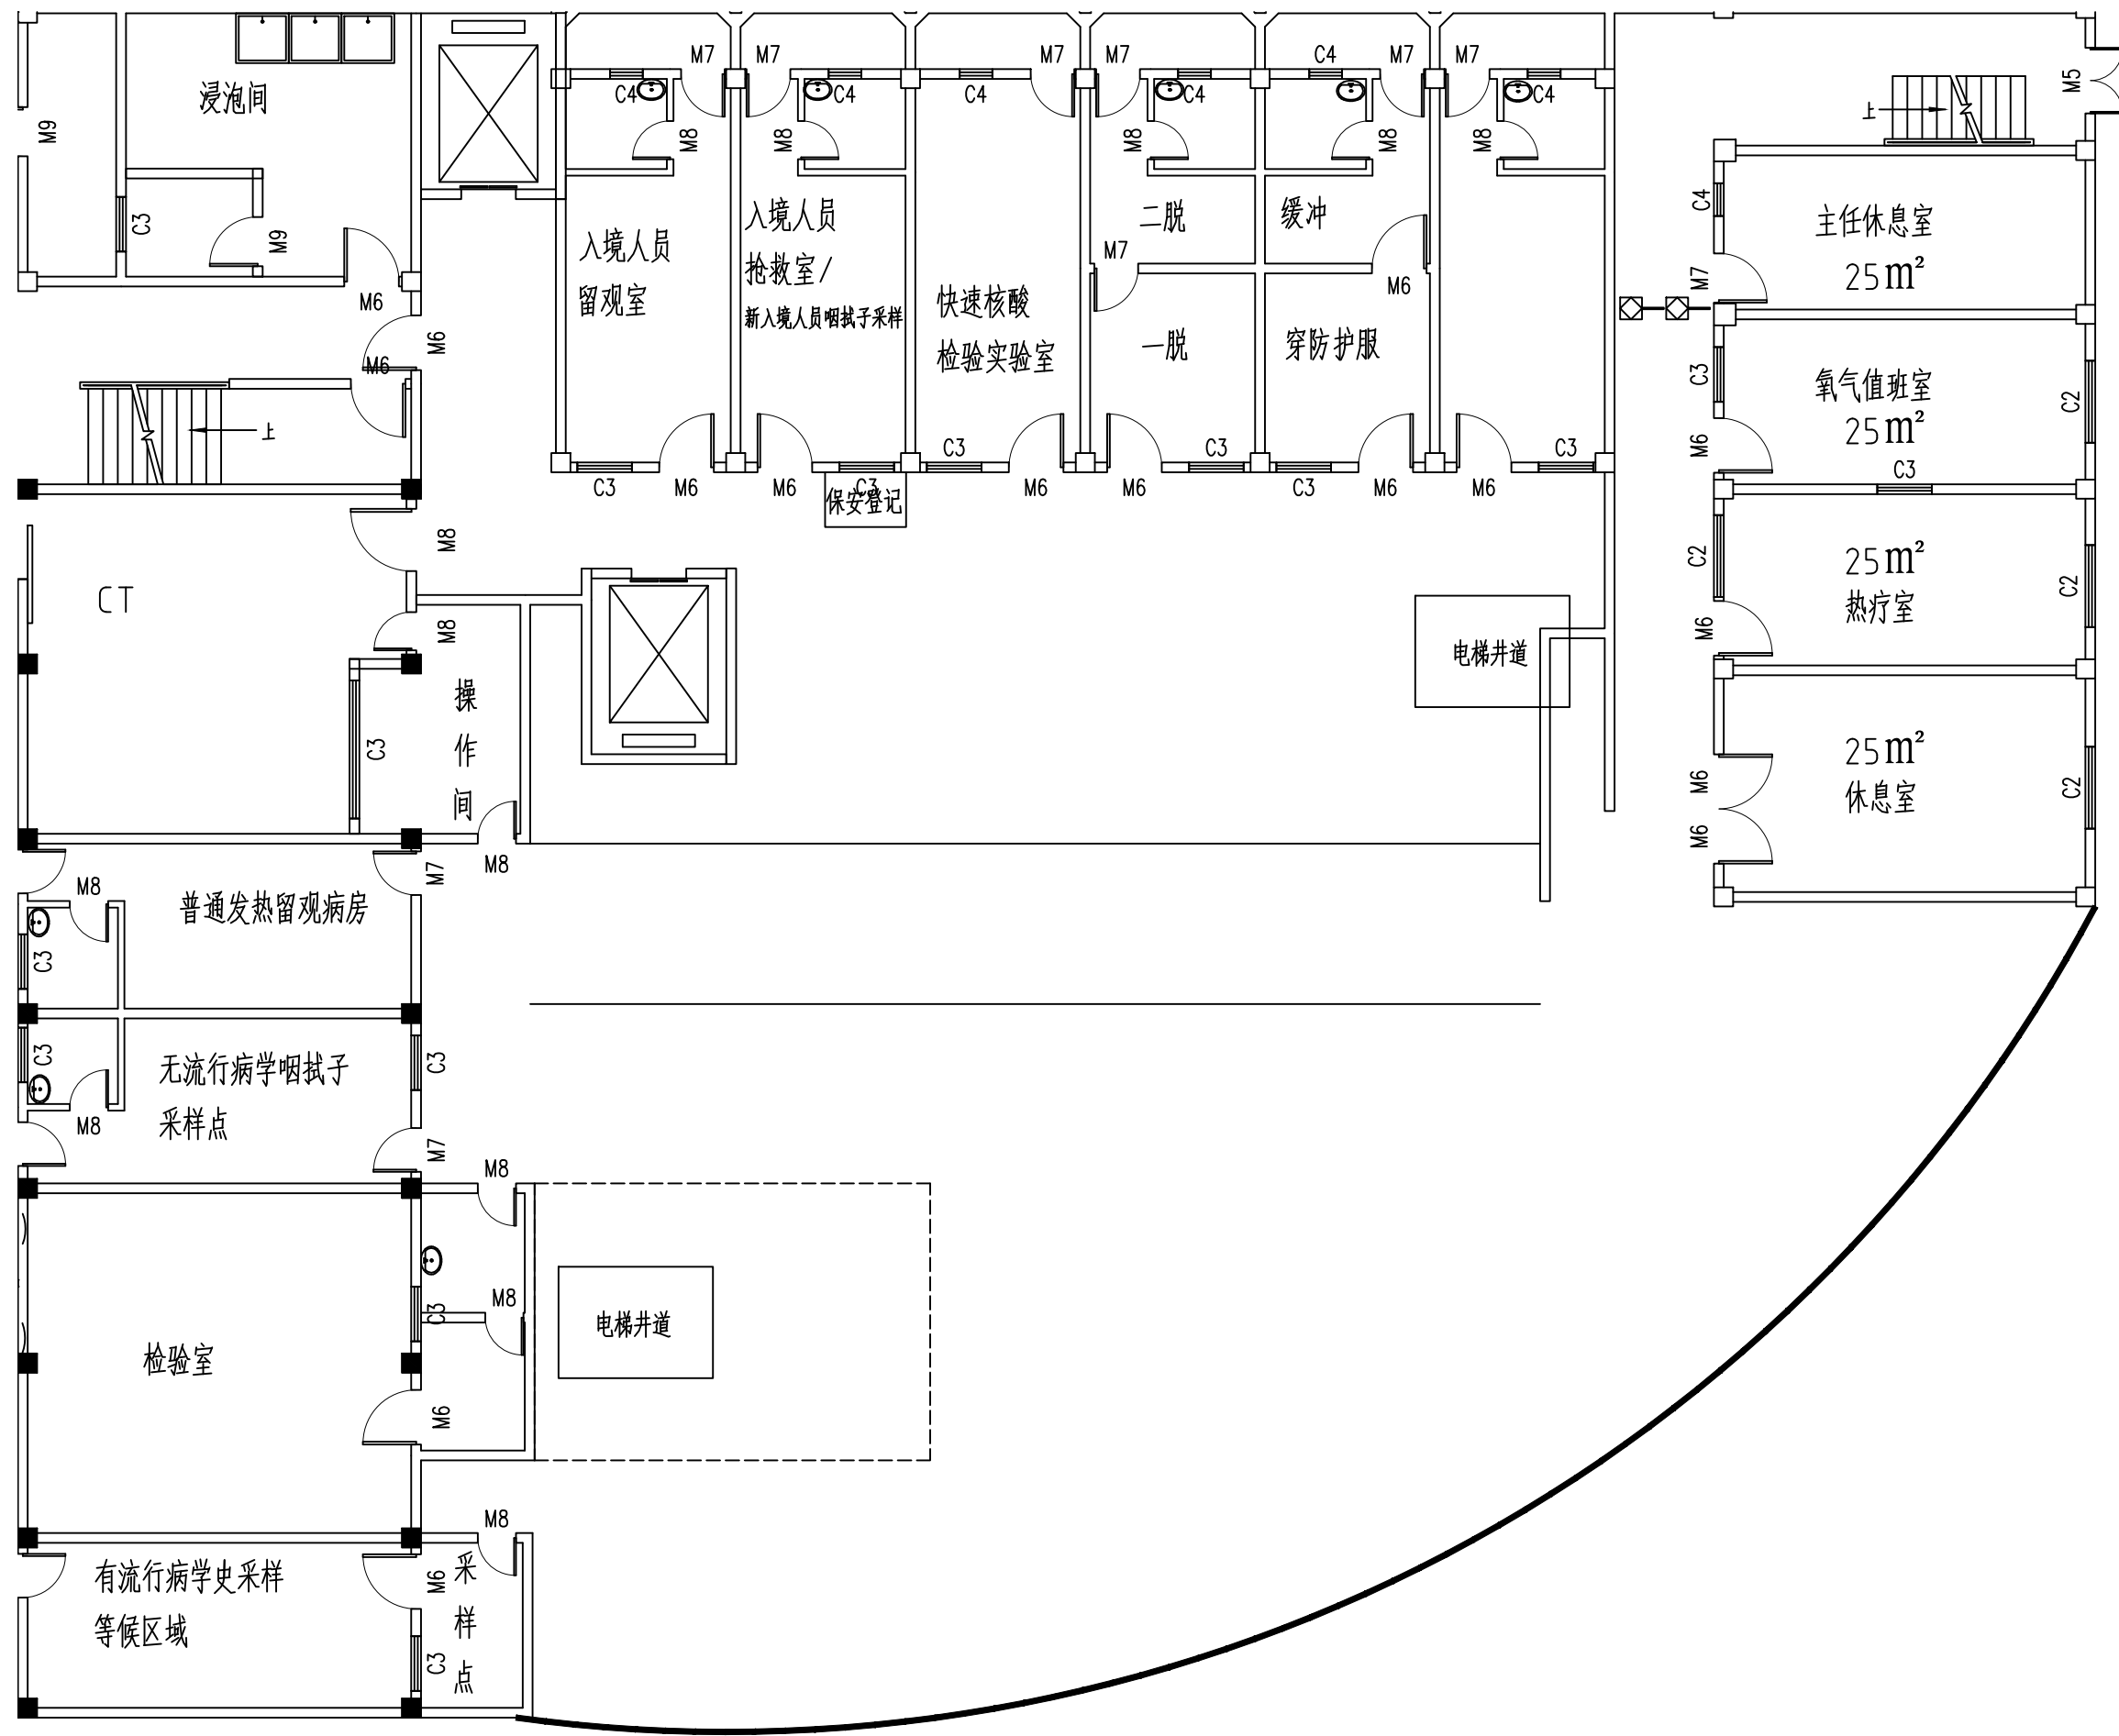 M7
M7
M7
M7
C4
M7
M7
M5
浸泡间
C4
C4
C4
C4
C4
上
M9
M8
M8
M8
M8
M8
C3
M9
入境人员
留观室
入境人员
抢救室/
新入境人员咽拭子采样
快速核酸
检验实验室
二脱
M7
一脱
缓冲
M6
穿防护服
C4
主任休息室
25m²
M7
M6
M6
M6
上
C3
氧气值班室
25m²
C2
M6
C3
C3
M6
M6
C3
保安登记
C3
M6
M6
C3
C3
M6
M6
C3
CT
M8
M8
C2
25m²
热疗室
C2
M6
电梯井道
C3
操
作
间
M8
M6
M6
25m²
休息室
C2
M7
M8
普通发热留观病房
C3
C3
无流行病学咽拭子
采样点
C3
M8
M7
M8
C3
M8
电梯井道
检验室
M6
M8
有流行病学史采样
等候区域
M6
C3
采
样
点